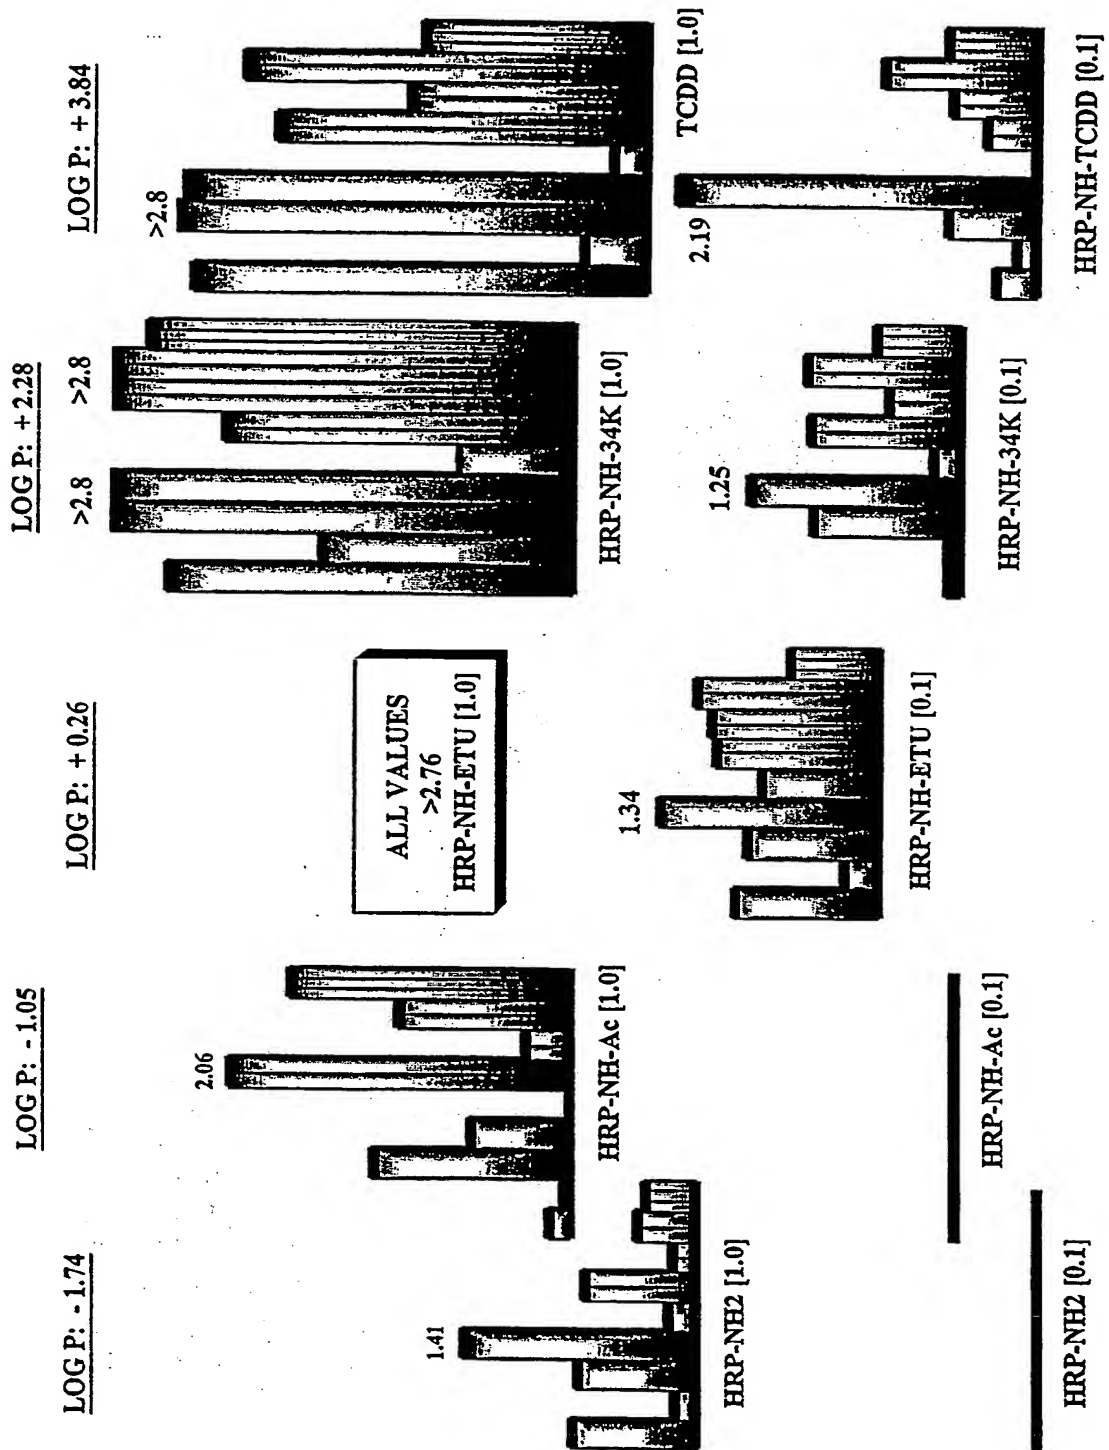 LOG P: - 1.74
1.41
HRP-NH2 [1.0]
HRP-NH2 [0.1]
LOG P: - 1.05
2.06
HRP-NH-Ac [1.0]
HRP-NH-Ac [0.1]
LOG P: + 0.26
ALL VALUES
>2.76
HRP-NH-ETU [1.0]
1.34
HRP-NH-ETU [0.1]
LOG P: + 2.28
>2.8
>2.8
HRP-NH-34K [1.0]
1.25
HRP-NH-34K [0.1]
LOG P: + 3.84
>2.8
TCDD [1.0]
2.19
HRP-NH-TCDD [0.1]